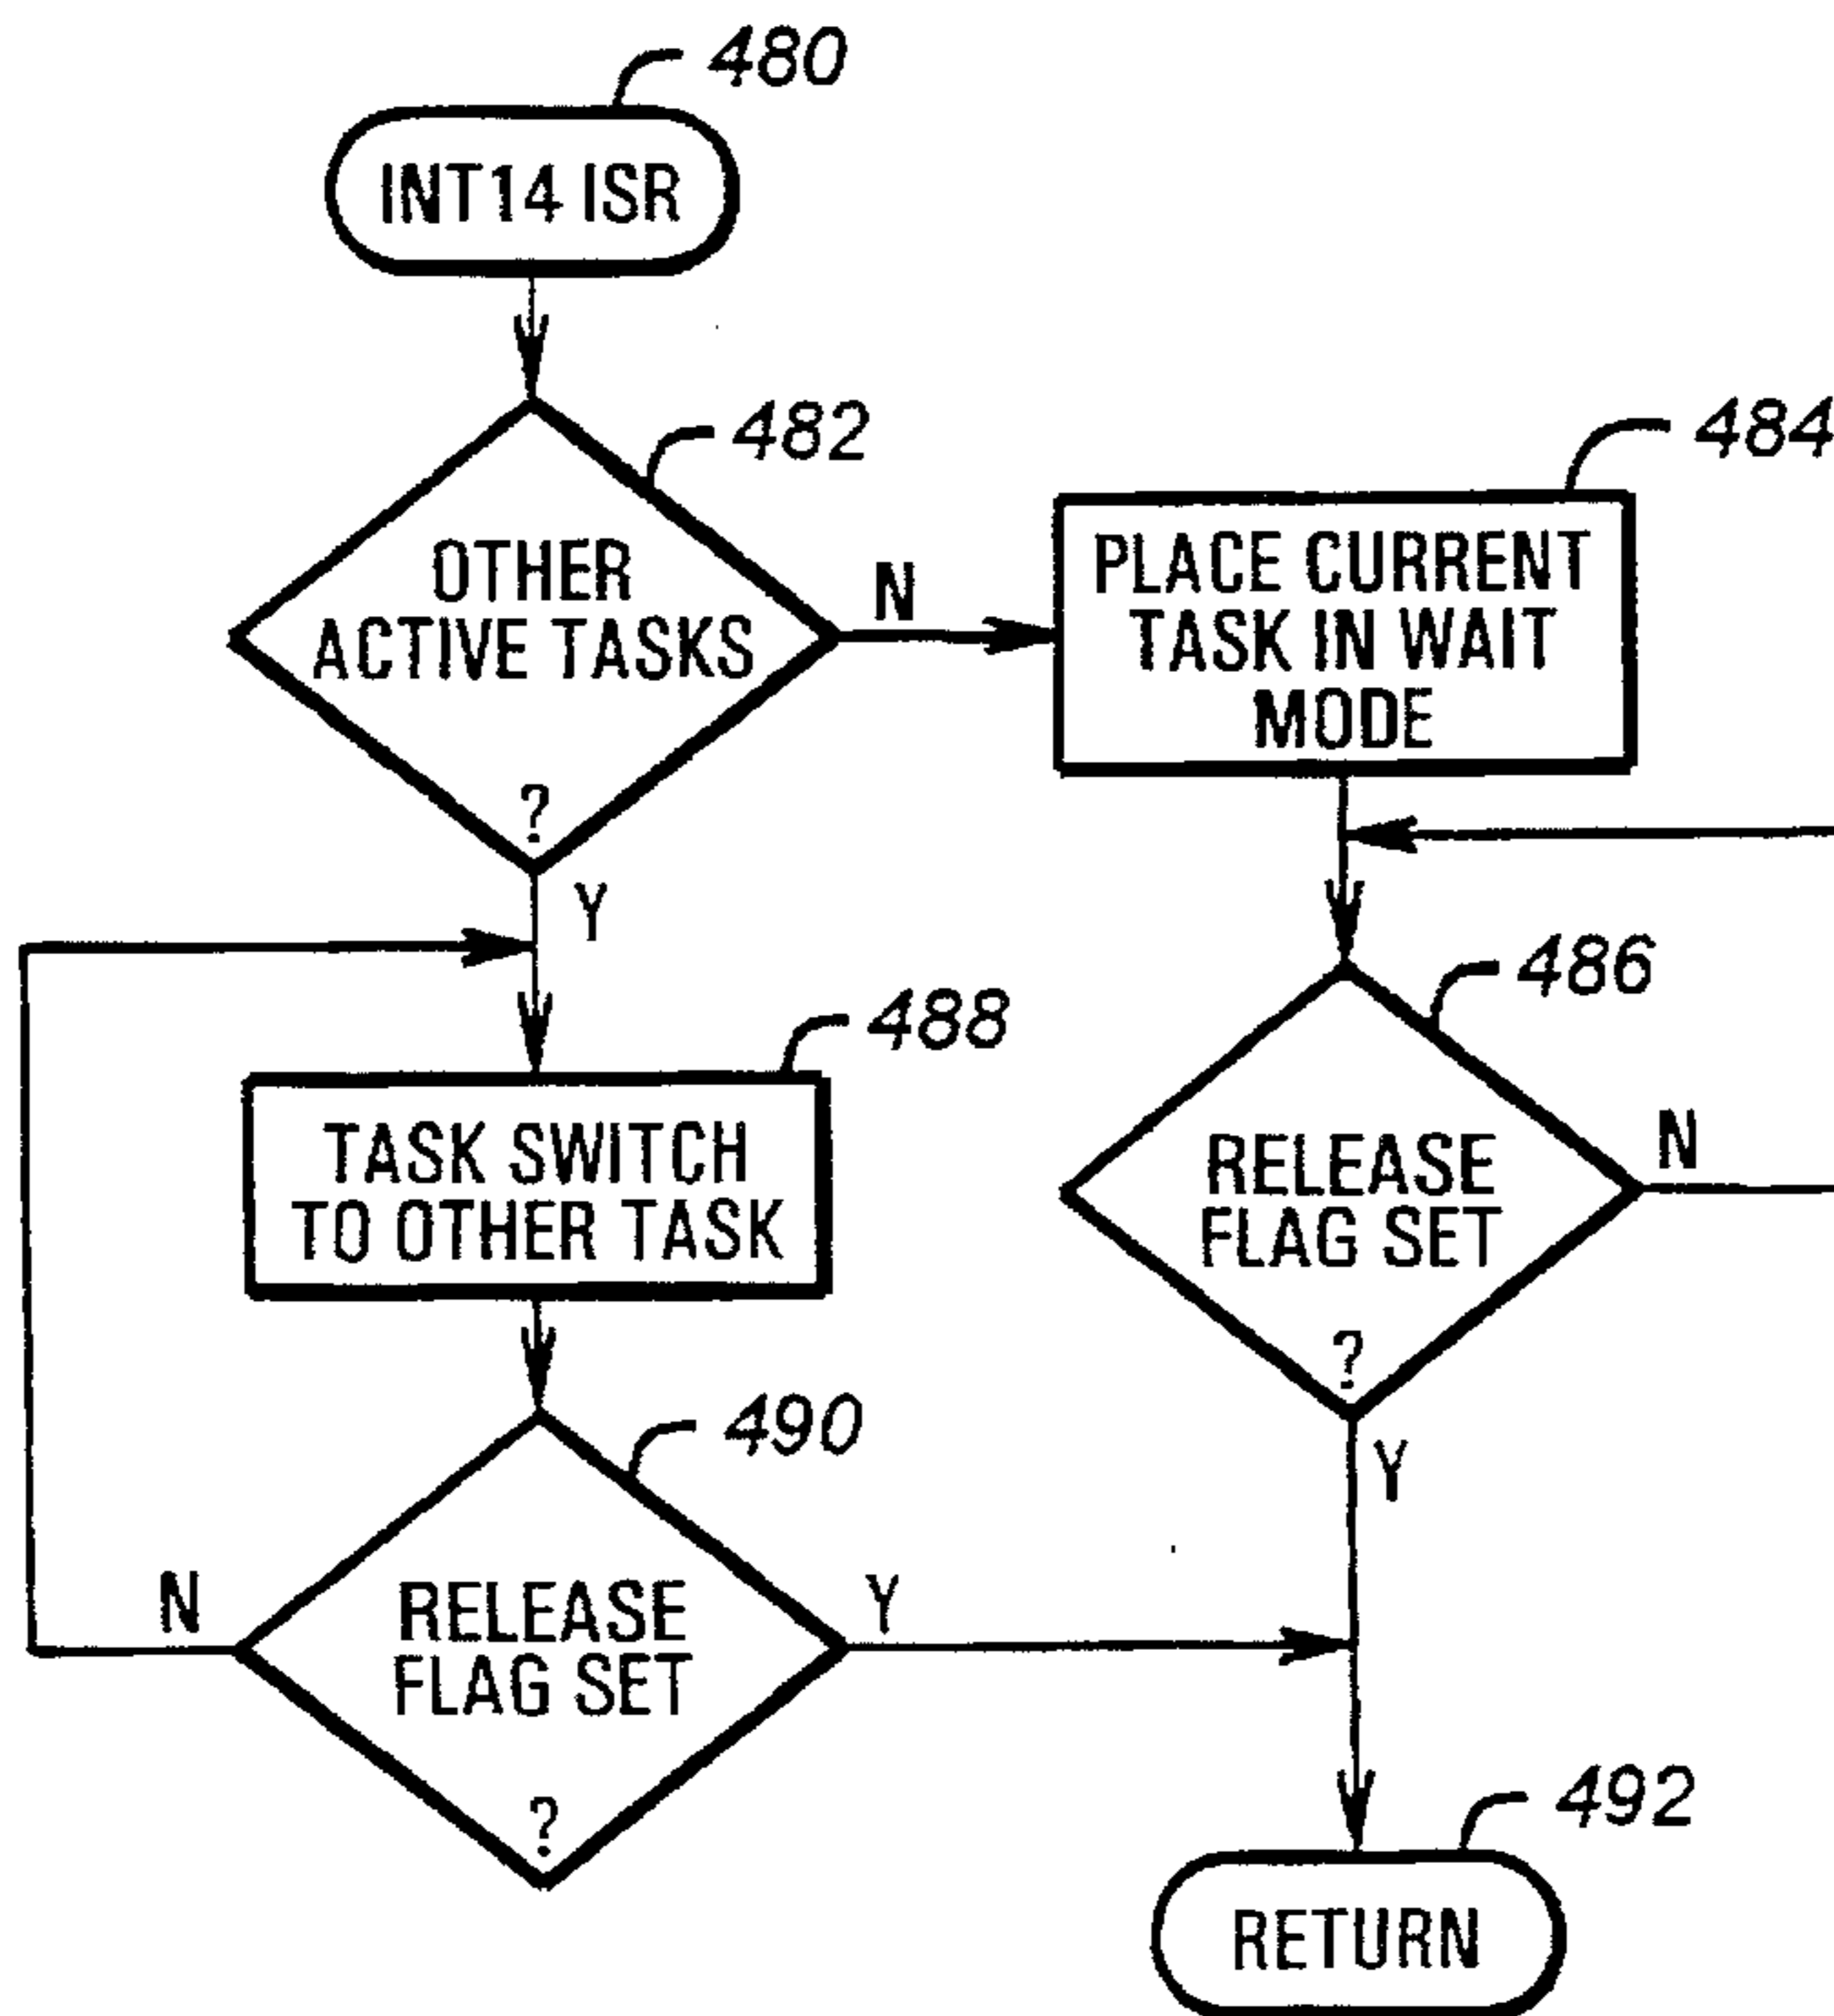 480
INT14 ISR
482
OTHER
ACTIVE TASKS
?
N
Y
484
PLACE CURRENT
TASK IN WAIT
MODE
486
RELEASE
FLAG SET
?
N
Y
488
TASK SWITCH
TO OTHER TASK
490
RELEASE
FLAG SET
?
N
Y
492
RETURN